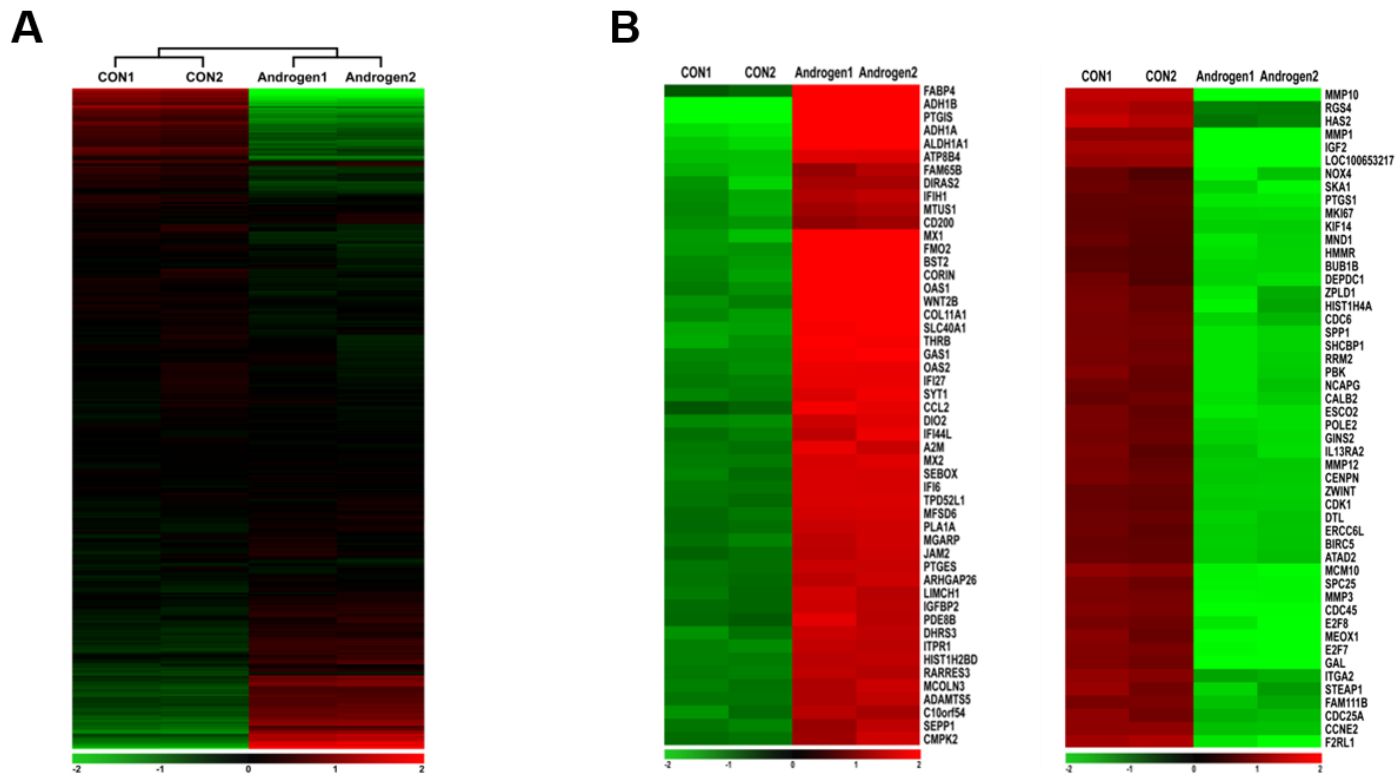 A
B
CON1 CON2 Androgen1 Androgen2
-2 -1 0 1 2
CON1 CON2 Androgen1 Androgen2
FABP4
ADH1B
PTGIS
ADH1A
ALDH1A1
ATP8B4
FAM65B
DIRAS2
IFIH1
MTUS1
CD200
MX1
FMO2
BST2
CORIN
OAS1
WNT2B
COL11A1
SLC40A1
THRB
GAS1
OAS2
IFI27
SYT1
CCL2
DIO2
IFI44L
A2M
MX2
SEBOX
IFI6
TPD52L1
MFSD6
PLA1A
MGARP
JAM2
PTGES
ARHGAP26
LIMCH1
IGFBP2
PDE8B
DHRS3
ITPR1
HIST1H2BD
RARRES3
MCOLN3
ADAMTS5
C10orf54
SEPP1
CMPK2
-2 -1 0 1 2
CON1 CON2 Androgen1 Androgen2
MMP10
RGS4
HAS2
MMP1
IGF2
LOC100653217
NOX4
SKA1
PTGS1
MKI67
KIF14
MND1
HMMR
BUB1B
DEPDC1
ZPLD1
HIST1H4A
CDC6
SPP1
SHCBP1
RRM2
PBK
NCAPG
CALB2
ESCO2
POLE2
GINS2
IL13RA2
MMP12
CENPN
ZWINT
CDK1
DTL
ERCC6L
BIRC5
ATAD2
MCM10
SPC25
MMP3
CDC45
E2F8
MEOX1
E2F7
GAL
ITGA2
STEAP1
FAM111B
CDC25A
CCNE2
F2RL1
-2 -1 0 1 2